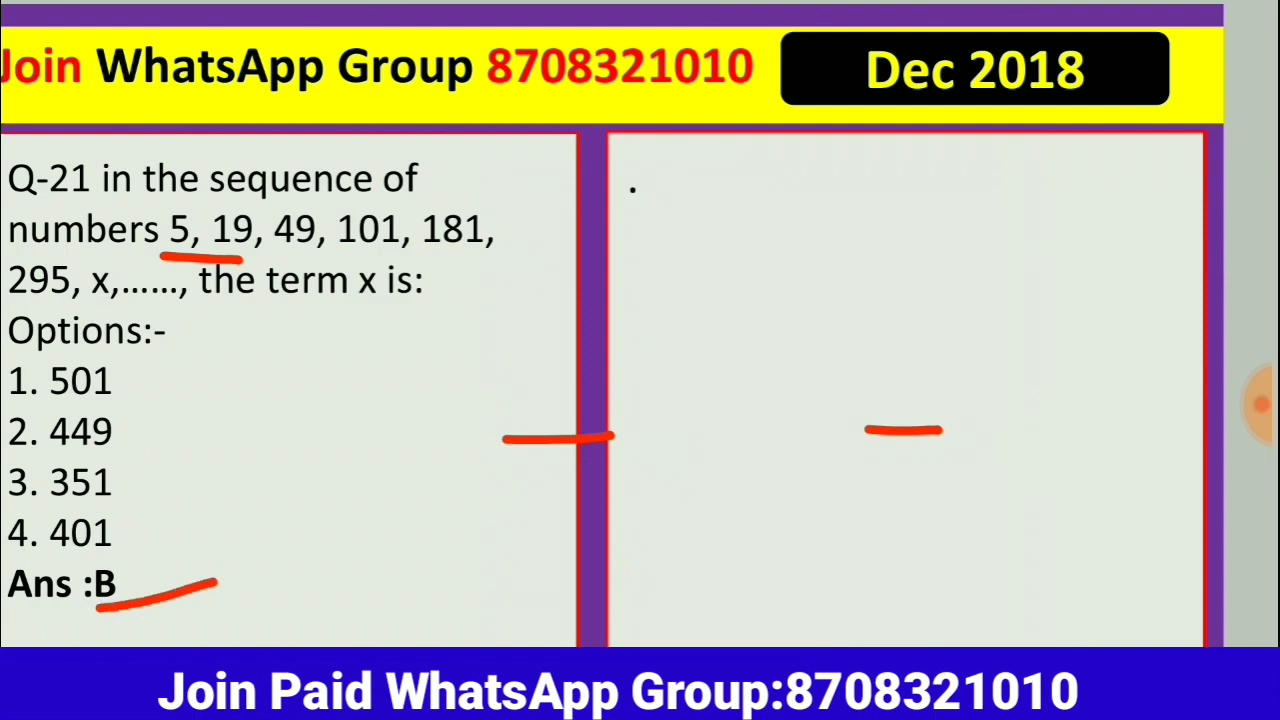 Join WhatsApp Group 8708321010
Dec 2018
Q-21 in the sequence of
numbers 5, 19, 49, 101, 181,
295, x,......, the term x is:
Options:-
1. 501
2. 449
3. 351
4. 401
Ans :B
.
Join Paid WhatsApp Group:8708321010